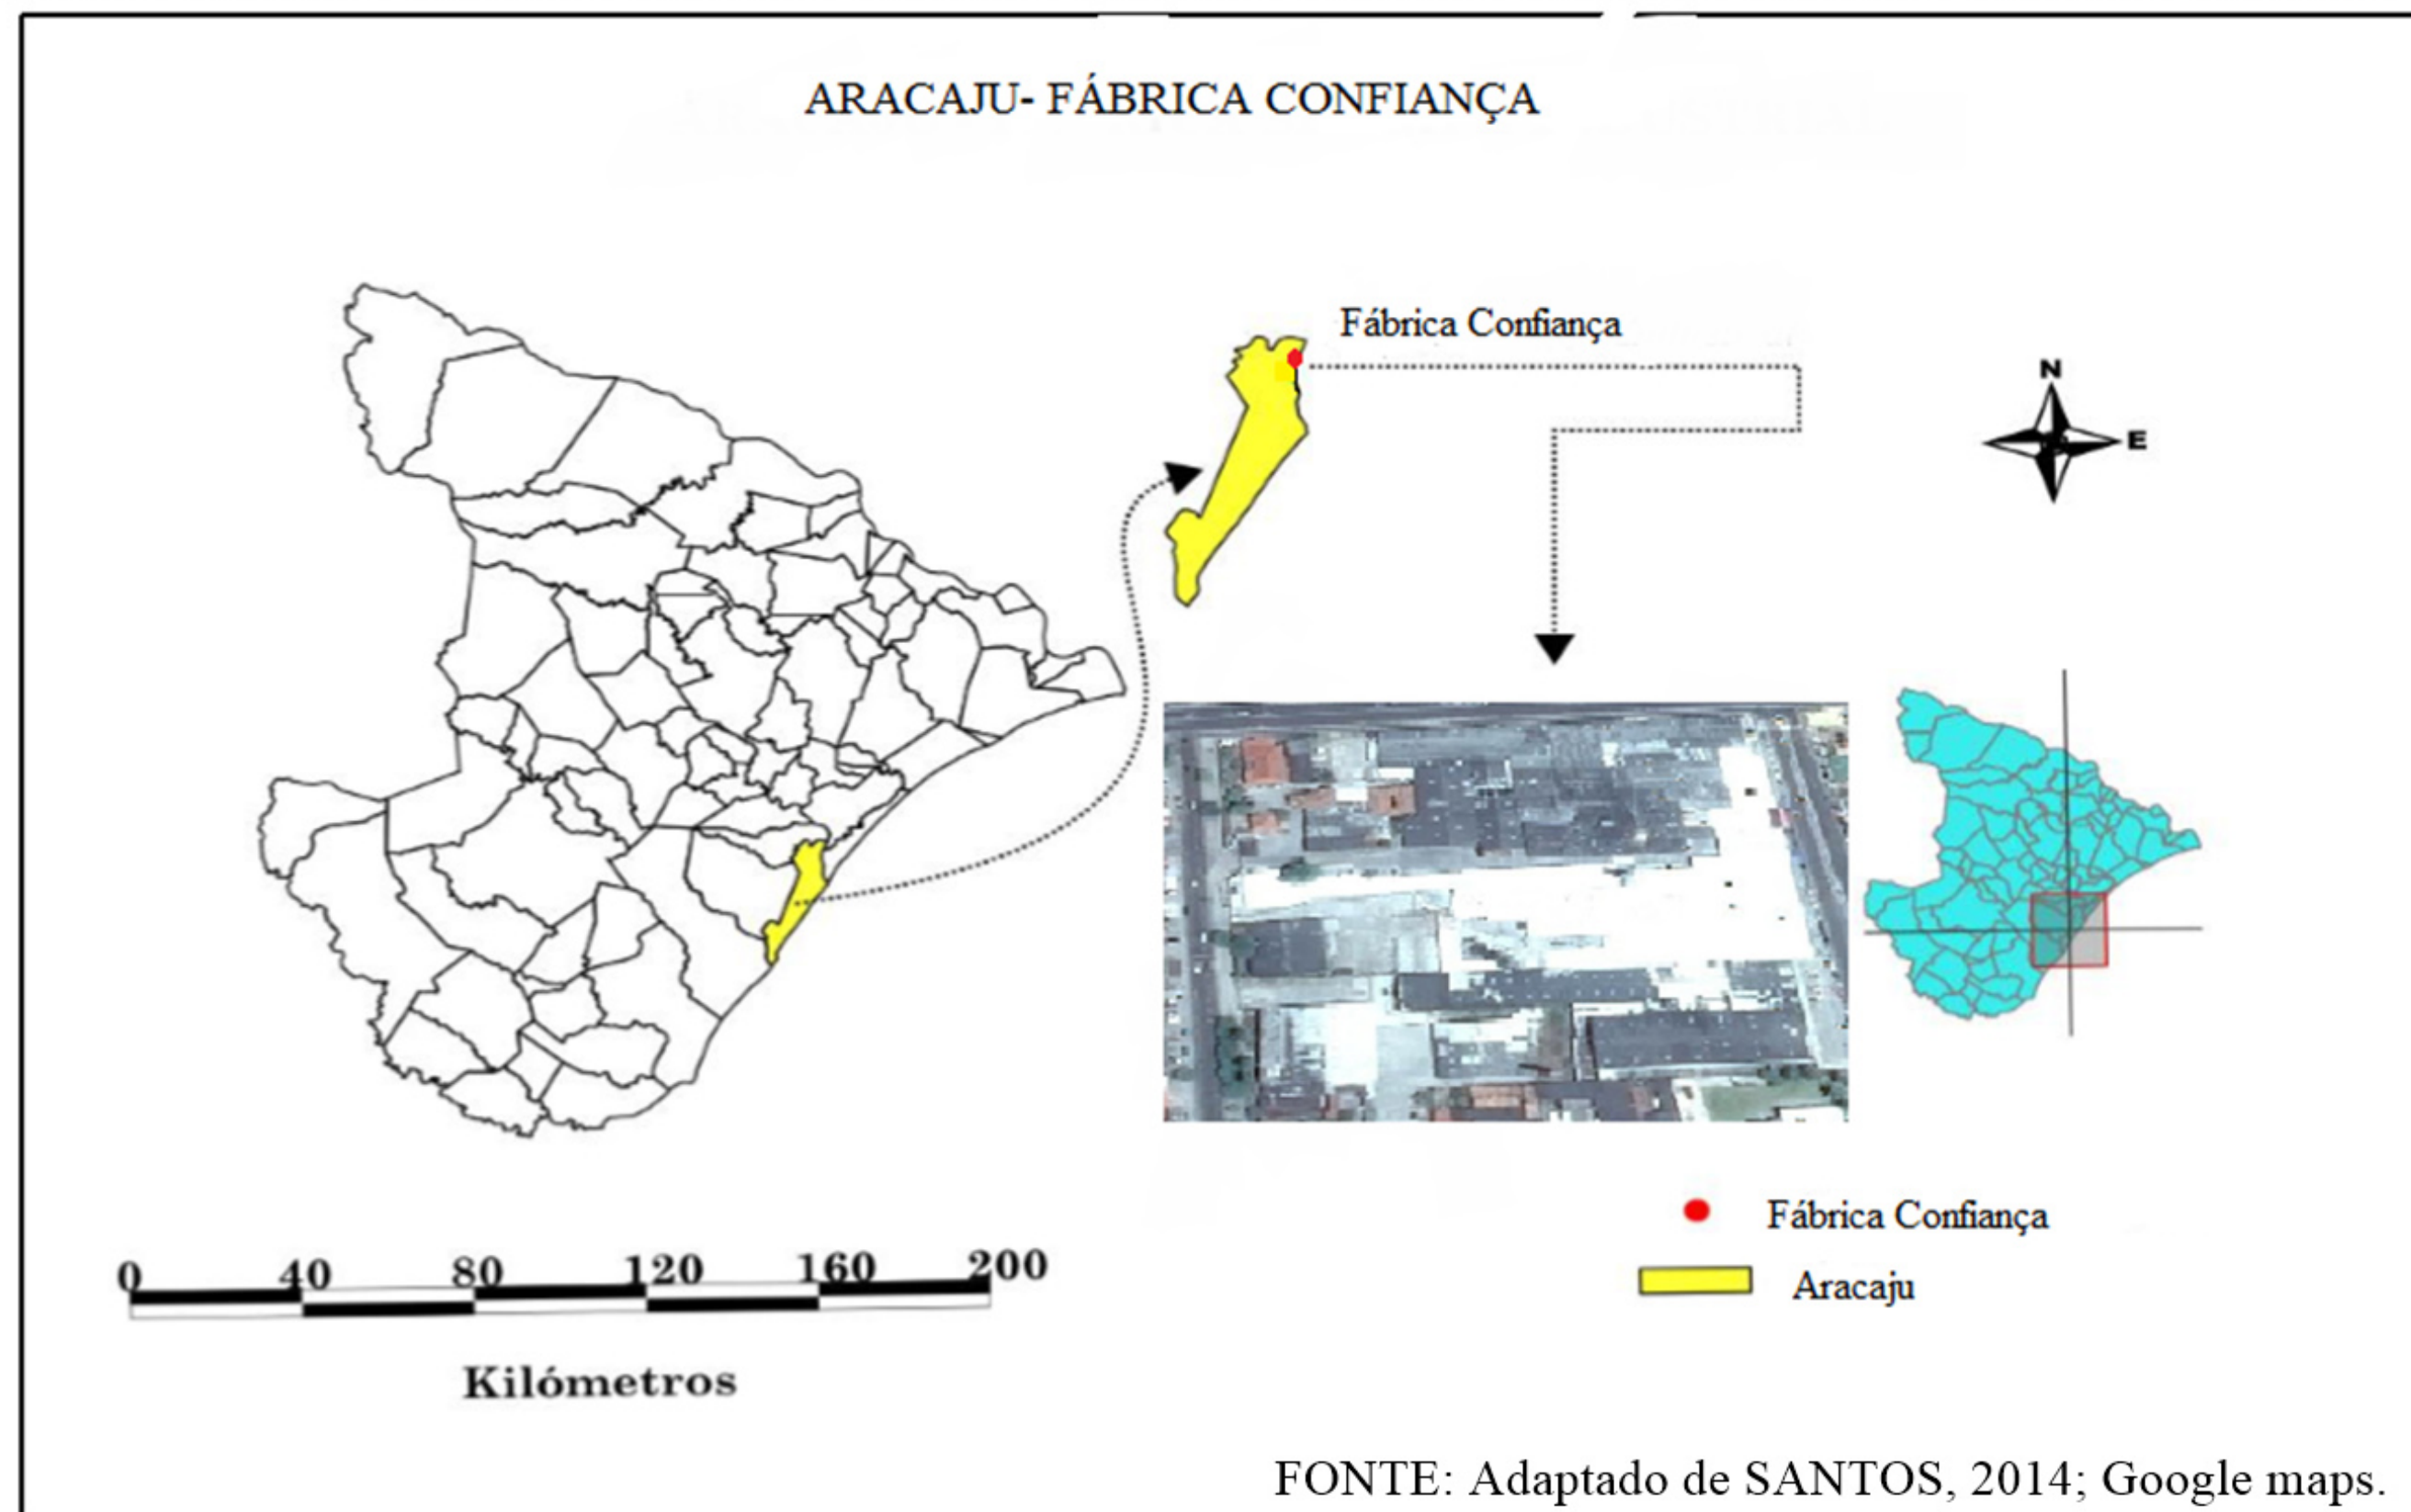 ARACAJU- FÁBRICA CONFIANÇA
Fábrica Confiança
N
E
Fábrica Confiança
Aracaju
0 40 80 120 160 200
Kilómetros
FONTE: Adaptado de SANTOS, 2014; Google maps.